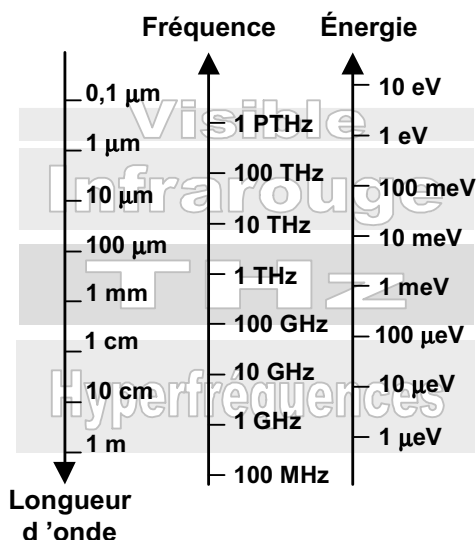 Fréquence Énergie
0,1 µm
1 µm
10 µm
100 µm
1 mm
1 cm
10 cm
1 m
Longueur
d ’onde
1 PTHz
100 THz
10 THz
1 THz
100 GHz
10 GHz
1 GHz
100 MHz
10 eV
1 eV
100 meV
10 meV
1 meV
100 µeV
10 µeV
1 µeV
Visible
Infrarouge
THz
Hyperfréquences